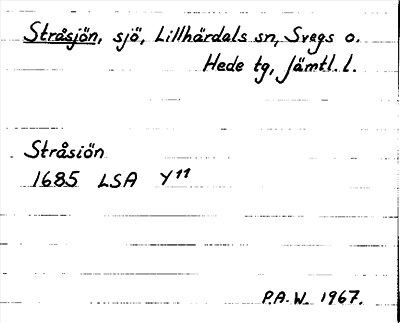 Stråsjön, sjö, Lillhärdals sn, Svegs o.
Hede tg, Jämtl. l.
Stråsiön
1685 LSA Y11
P.A.W. 1967.